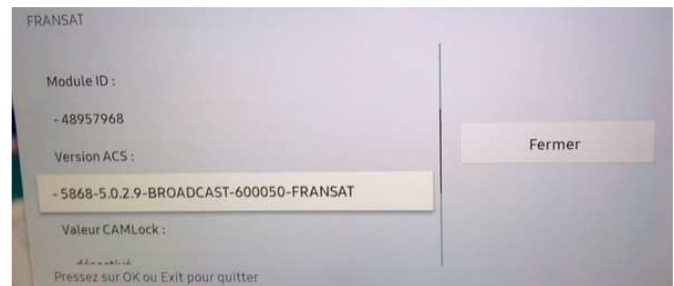 FRANSAT
Module ID :
- 48957968
Version ACS :
- 5868-5.0.2.9-BROADCAST-600050-FRANSAT
Valeur CAMLock :
Pressez sur OK ou Exit pour quitter
Fermer